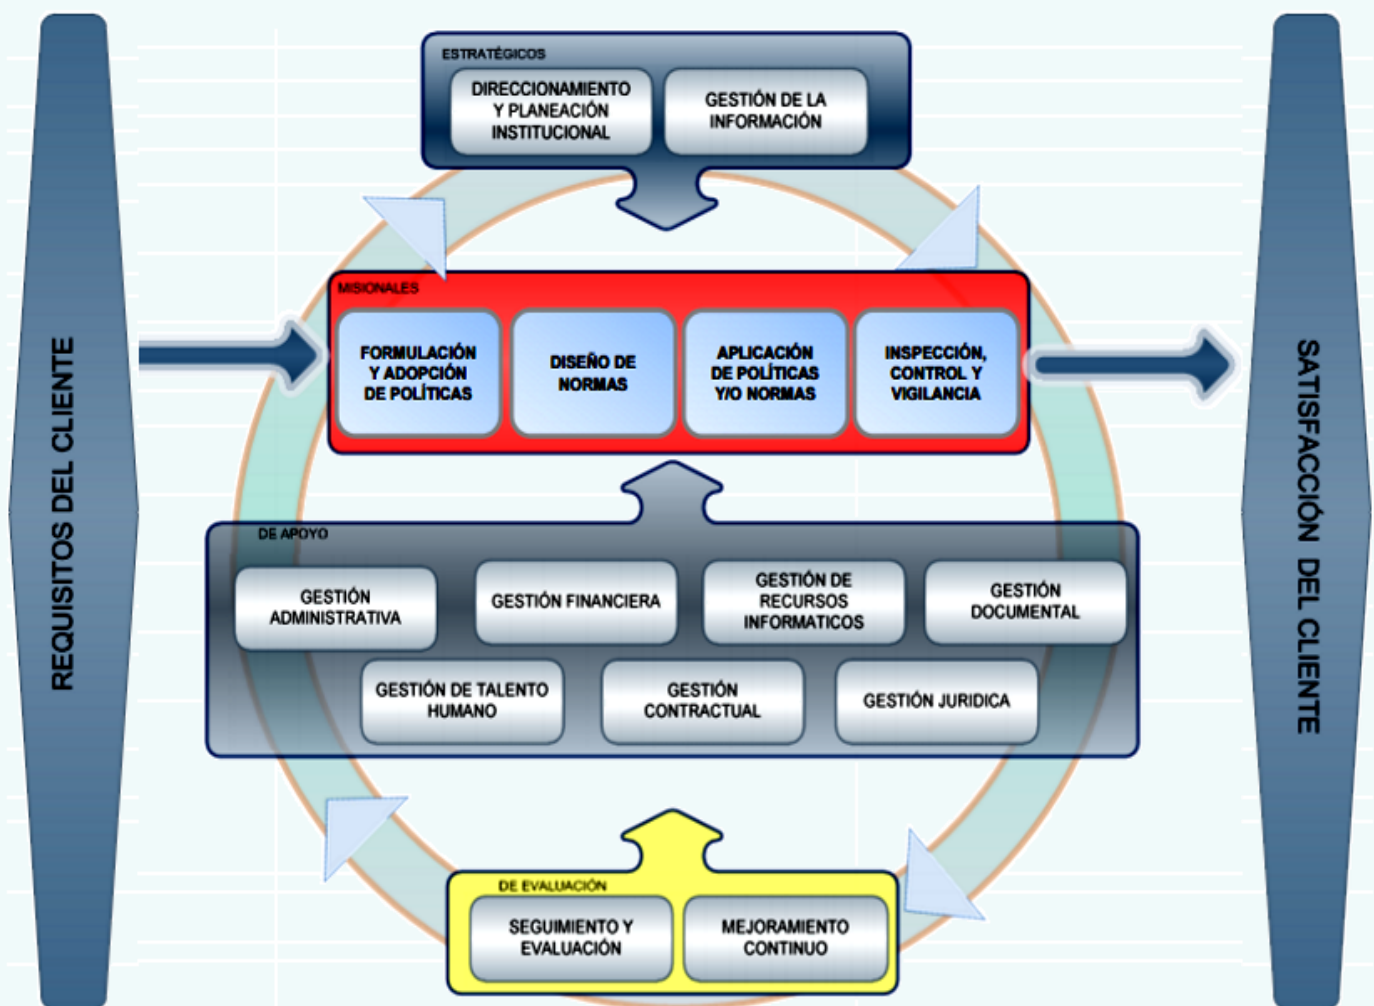 REQUISITOS DEL CLIENTE
ESTRATÉGICOS
DIRECCIONAMIENTO
Y PLANEACIÓN
INSTITUCIONAL
GESTIÓN DE LA
INFORMACIÓN
MISIONALES
FORMULACIÓN
Y ADOPCIÓN
DE POLÍTICAS
DISEÑO DE
NORMAS
APLICACIÓN
DE POLÍTICAS
Y/O NORMAS
INSPECCIÓN,
CONTROL Y
VIGILANCIA
DE APOYO
GESTIÓN
ADMINISTRATIVA
GESTIÓN FINANCIERA
GESTIÓN DE
RECURSOS
INFORMATICOS
GESTIÓN
DOCUMENTAL
GESTIÓN DE TALENTO
HUMANO
GESTIÓN
CONTRACTUAL
GESTIÓN JURIDICA
DE EVALUACIÓN
SEGUIMIENTO Y
EVALUACIÓN
MEJORAMIENTO
CONTINUO
SATISFACCIÓN DEL CLIENTE